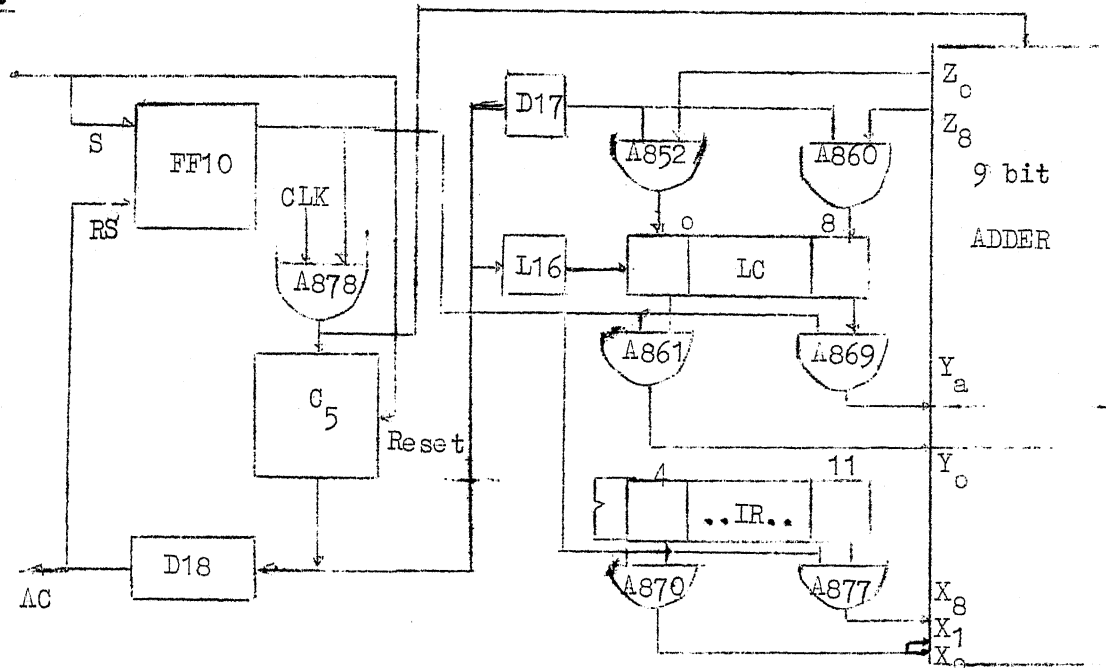 Z₀
D17
Z₈
S
A852
A860
FF10
9 bit
CLK
RS
0
8
ADDER
A878
L16
LC
A861
A869
Yₐ
C₅
Reset
Y₀
4
11
..IR..
D18
A870
A877
X₈
AC
X₁
X₀